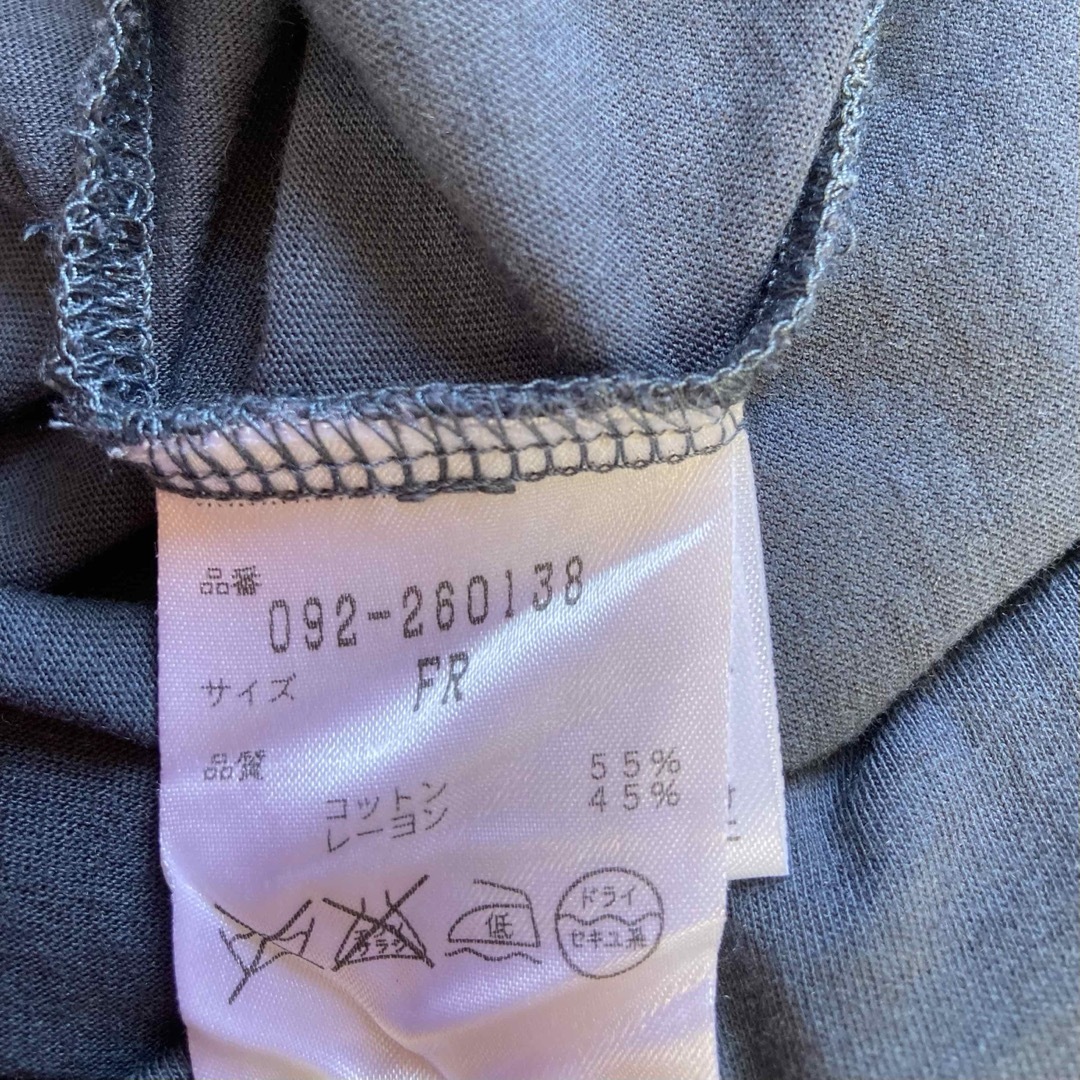 品番 092-260138
サイズ FR
品質
コットン 55%
レーヨン 45%
低
ドライ
セキユ系